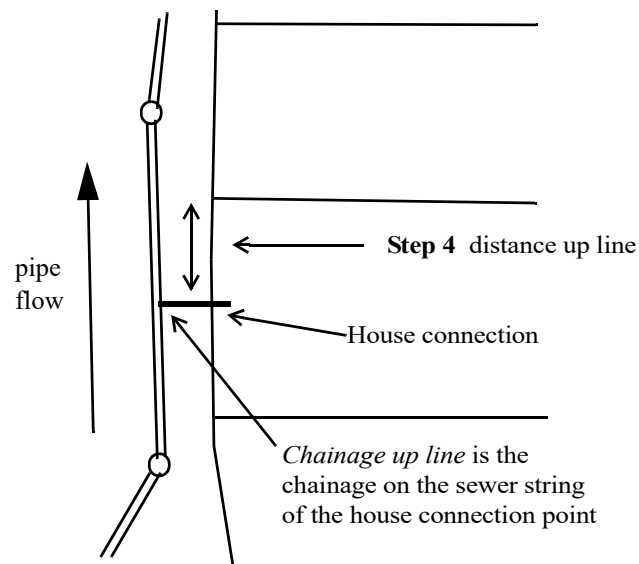 Step 4 distance up line
pipe
flow
House connection
Chainage up line is the
chainage on the sewer string
of the house connection point